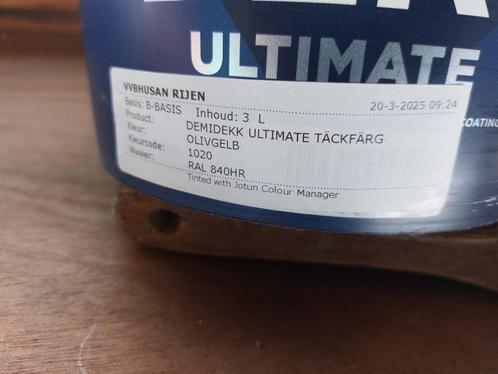 ULTIMATE
VVBHUSAN RIJEN 20-3-2025 09:24
Basis: B-BASIS Inhoud: 3 L
Product: DEMIDEKK ULTIMATE TÄCKFÄRG
Kleur: OLIVGELB
Kleurcode: 1020
Waaier: RAL 840HR
Tinted with Jotun Colour Manager
COATING